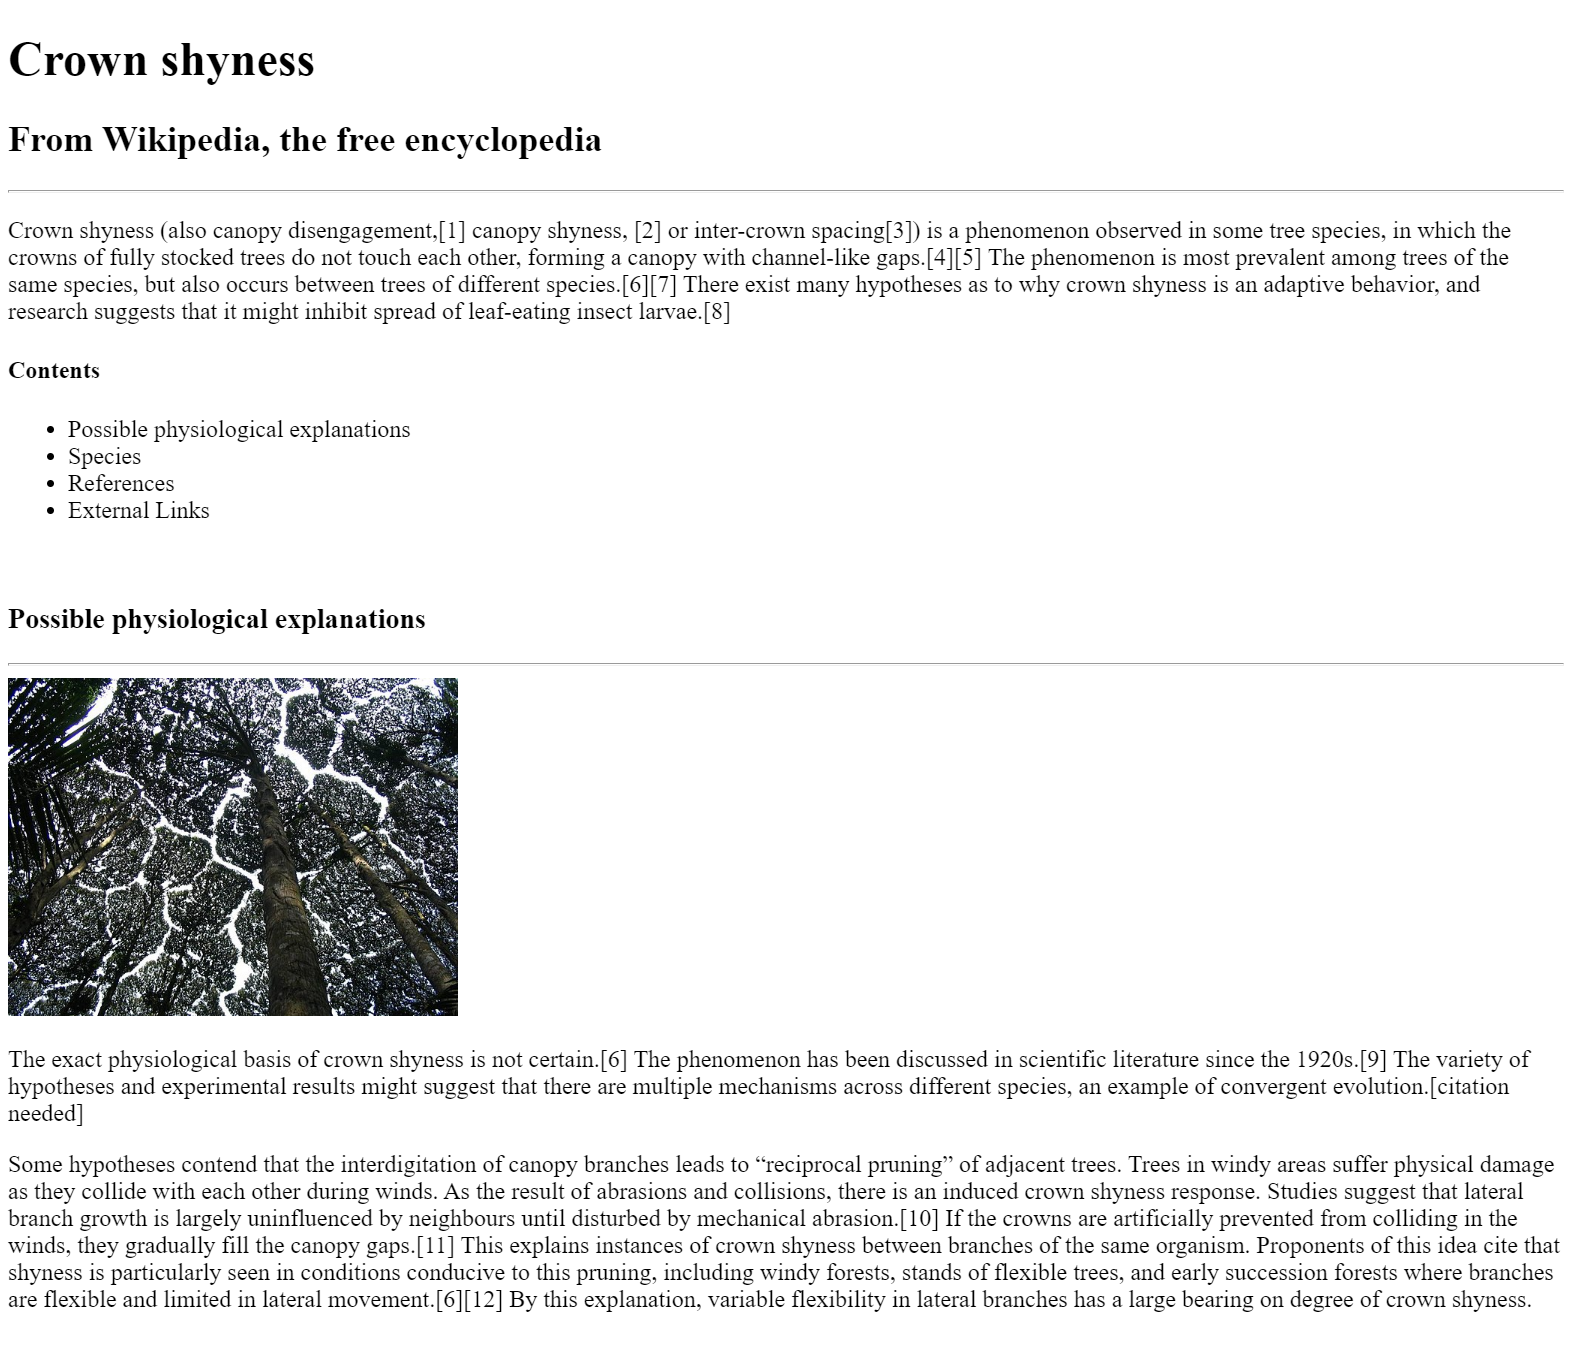 Crown shyness
From Wikipedia, the free encyclopedia
Crown shyness (also canopy disengagement,[1] canopy shyness, [2] or inter-crown spacing[3]) is a phenomenon observed in some tree species, in which the
crowns of fully stocked trees do not touch each other, forming a canopy with channel-like gaps.[4][5] The phenomenon is most prevalent among trees of the
same species, but also occurs between trees of different species.[6][7] There exist many hypotheses as to why crown shyness is an adaptive behavior, and
research suggests that it might inhibit spread of leaf-eating insect larvae.[8]
Contents
• Possible physiological explanations
• Species
• References
• External Links
Possible physiological explanations
The exact physiological basis of crown shyness is not certain.[6] The phenomenon has been discussed in scientific literature since the 1920s.[9] The variety of
hypotheses and experimental results might suggest that there are multiple mechanisms across different species, an example of convergent evolution.[citation
needed]
Some hypotheses contend that the interdigitation of canopy branches leads to “reciprocal pruning” of adjacent trees. Trees in windy areas suffer physical damage
as they collide with each other during winds. As the result of abrasions and collisions, there is an induced crown shyness response. Studies suggest that lateral
branch growth is largely uninfluenced by neighbours until disturbed by mechanical abrasion.[10] If the crowns are artificially prevented from colliding in the
winds, they gradually fill the canopy gaps.[11] This explains instances of crown shyness between branches of the same organism. Proponents of this idea cite that
shyness is particularly seen in conditions conducive to this pruning, including windy forests, stands of flexible trees, and early succession forests where branches
are flexible and limited in lateral movement.[6][12] By this explanation, variable flexibility in lateral branches has a large bearing on degree of crown shyness.